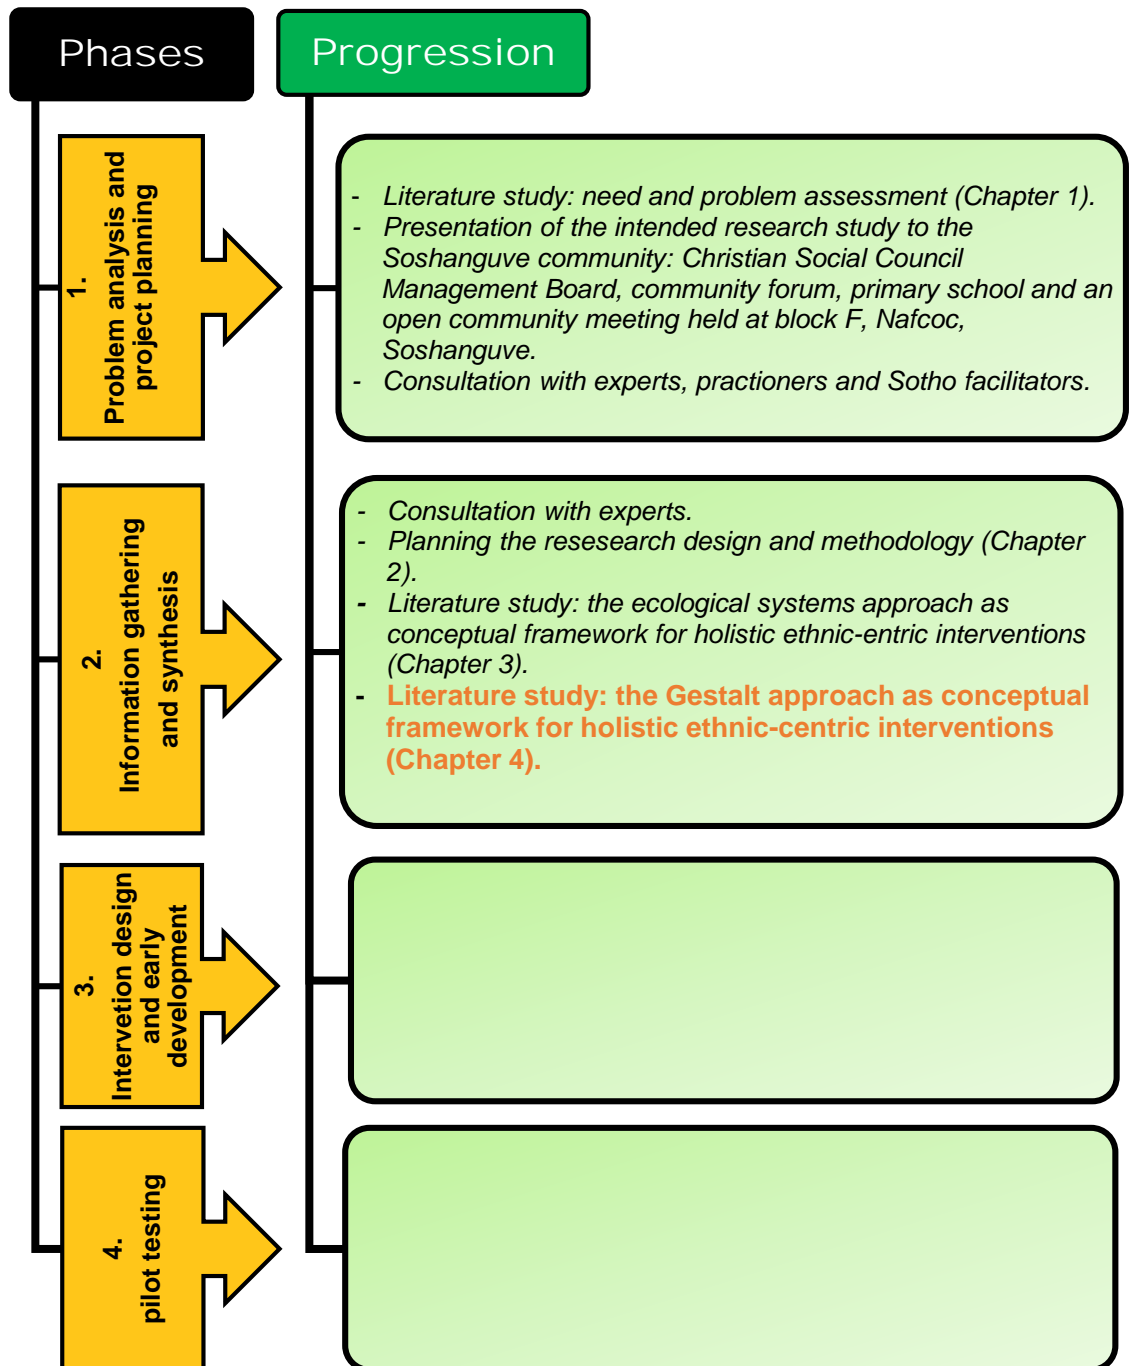 Phases
Progression
1.
Problem analysis and
project planning
- Literature study: need and problem assessment (Chapter 1).
- Presentation of the intended research study to the
Soshanguve community: Christian Social Council
Management Board, community forum, primary school and an
open community meeting held at block F, Nafcoc,
Soshanguve.
- Consultation with experts, practioners and Sotho facilitators.
2.
Information gathering
and synthesis
- Consultation with experts.
- Planning the resesearch design and methodology (Chapter
2).
- Literature study: the ecological systems approach as
conceptual framework for holistic ethnic-entric interventions
(Chapter 3).
- Literature study: the Gestalt approach as conceptual
framework for holistic ethnic-centric interventions
(Chapter 4).
3.
Intervetion design
and early
development
4.
pilot testing